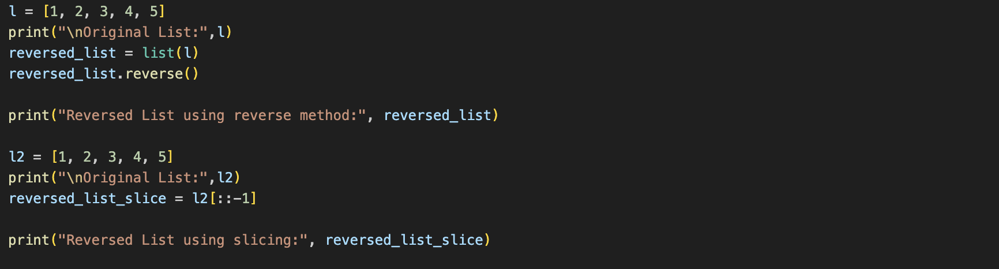 l = [1, 2, 3, 4, 5]
print("\nOriginal List:",l)
reversed_list = list(l)
reversed_list.reverse()
print("Reversed List using reverse method:", reversed_list)
l2 = [1, 2, 3, 4, 5]
print("\nOriginal List:",l2)
reversed_list_slice = l2[::-1]
print("Reversed List using slicing:", reversed_list_slice)